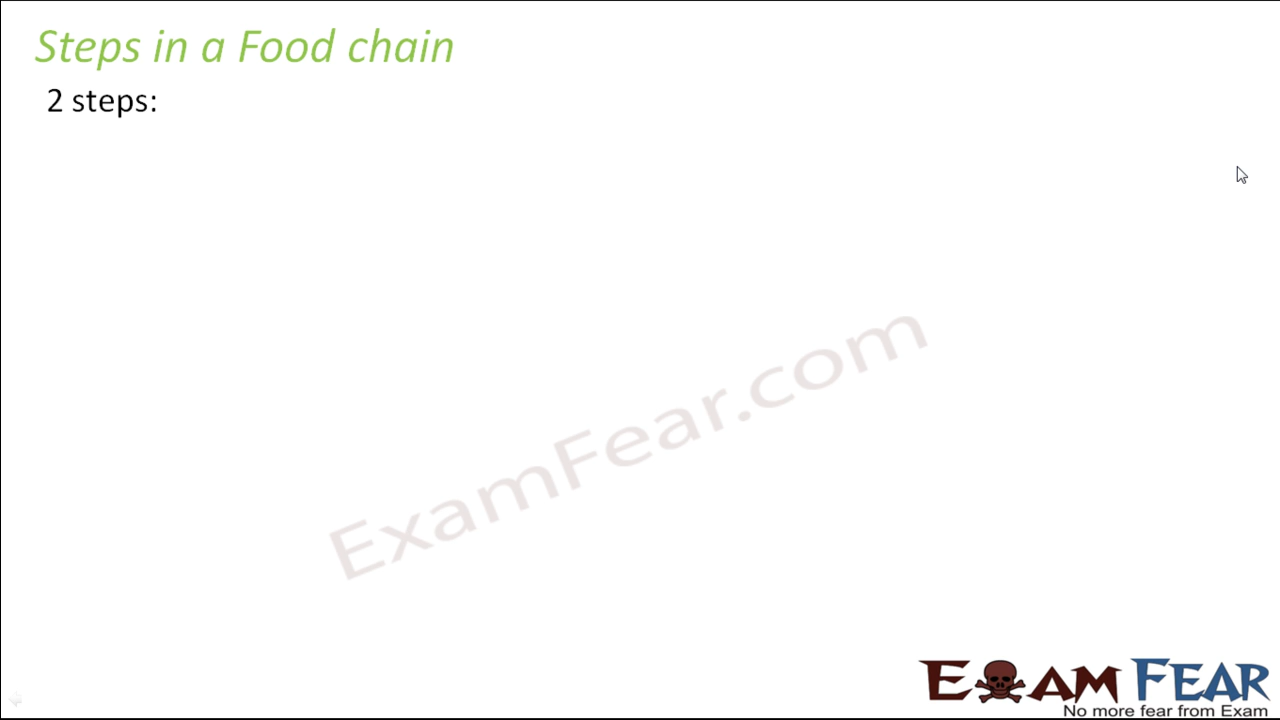 Steps in a Food chain
2 steps:
ExamFear.com
EXAM FEAR
No more fear from Exam